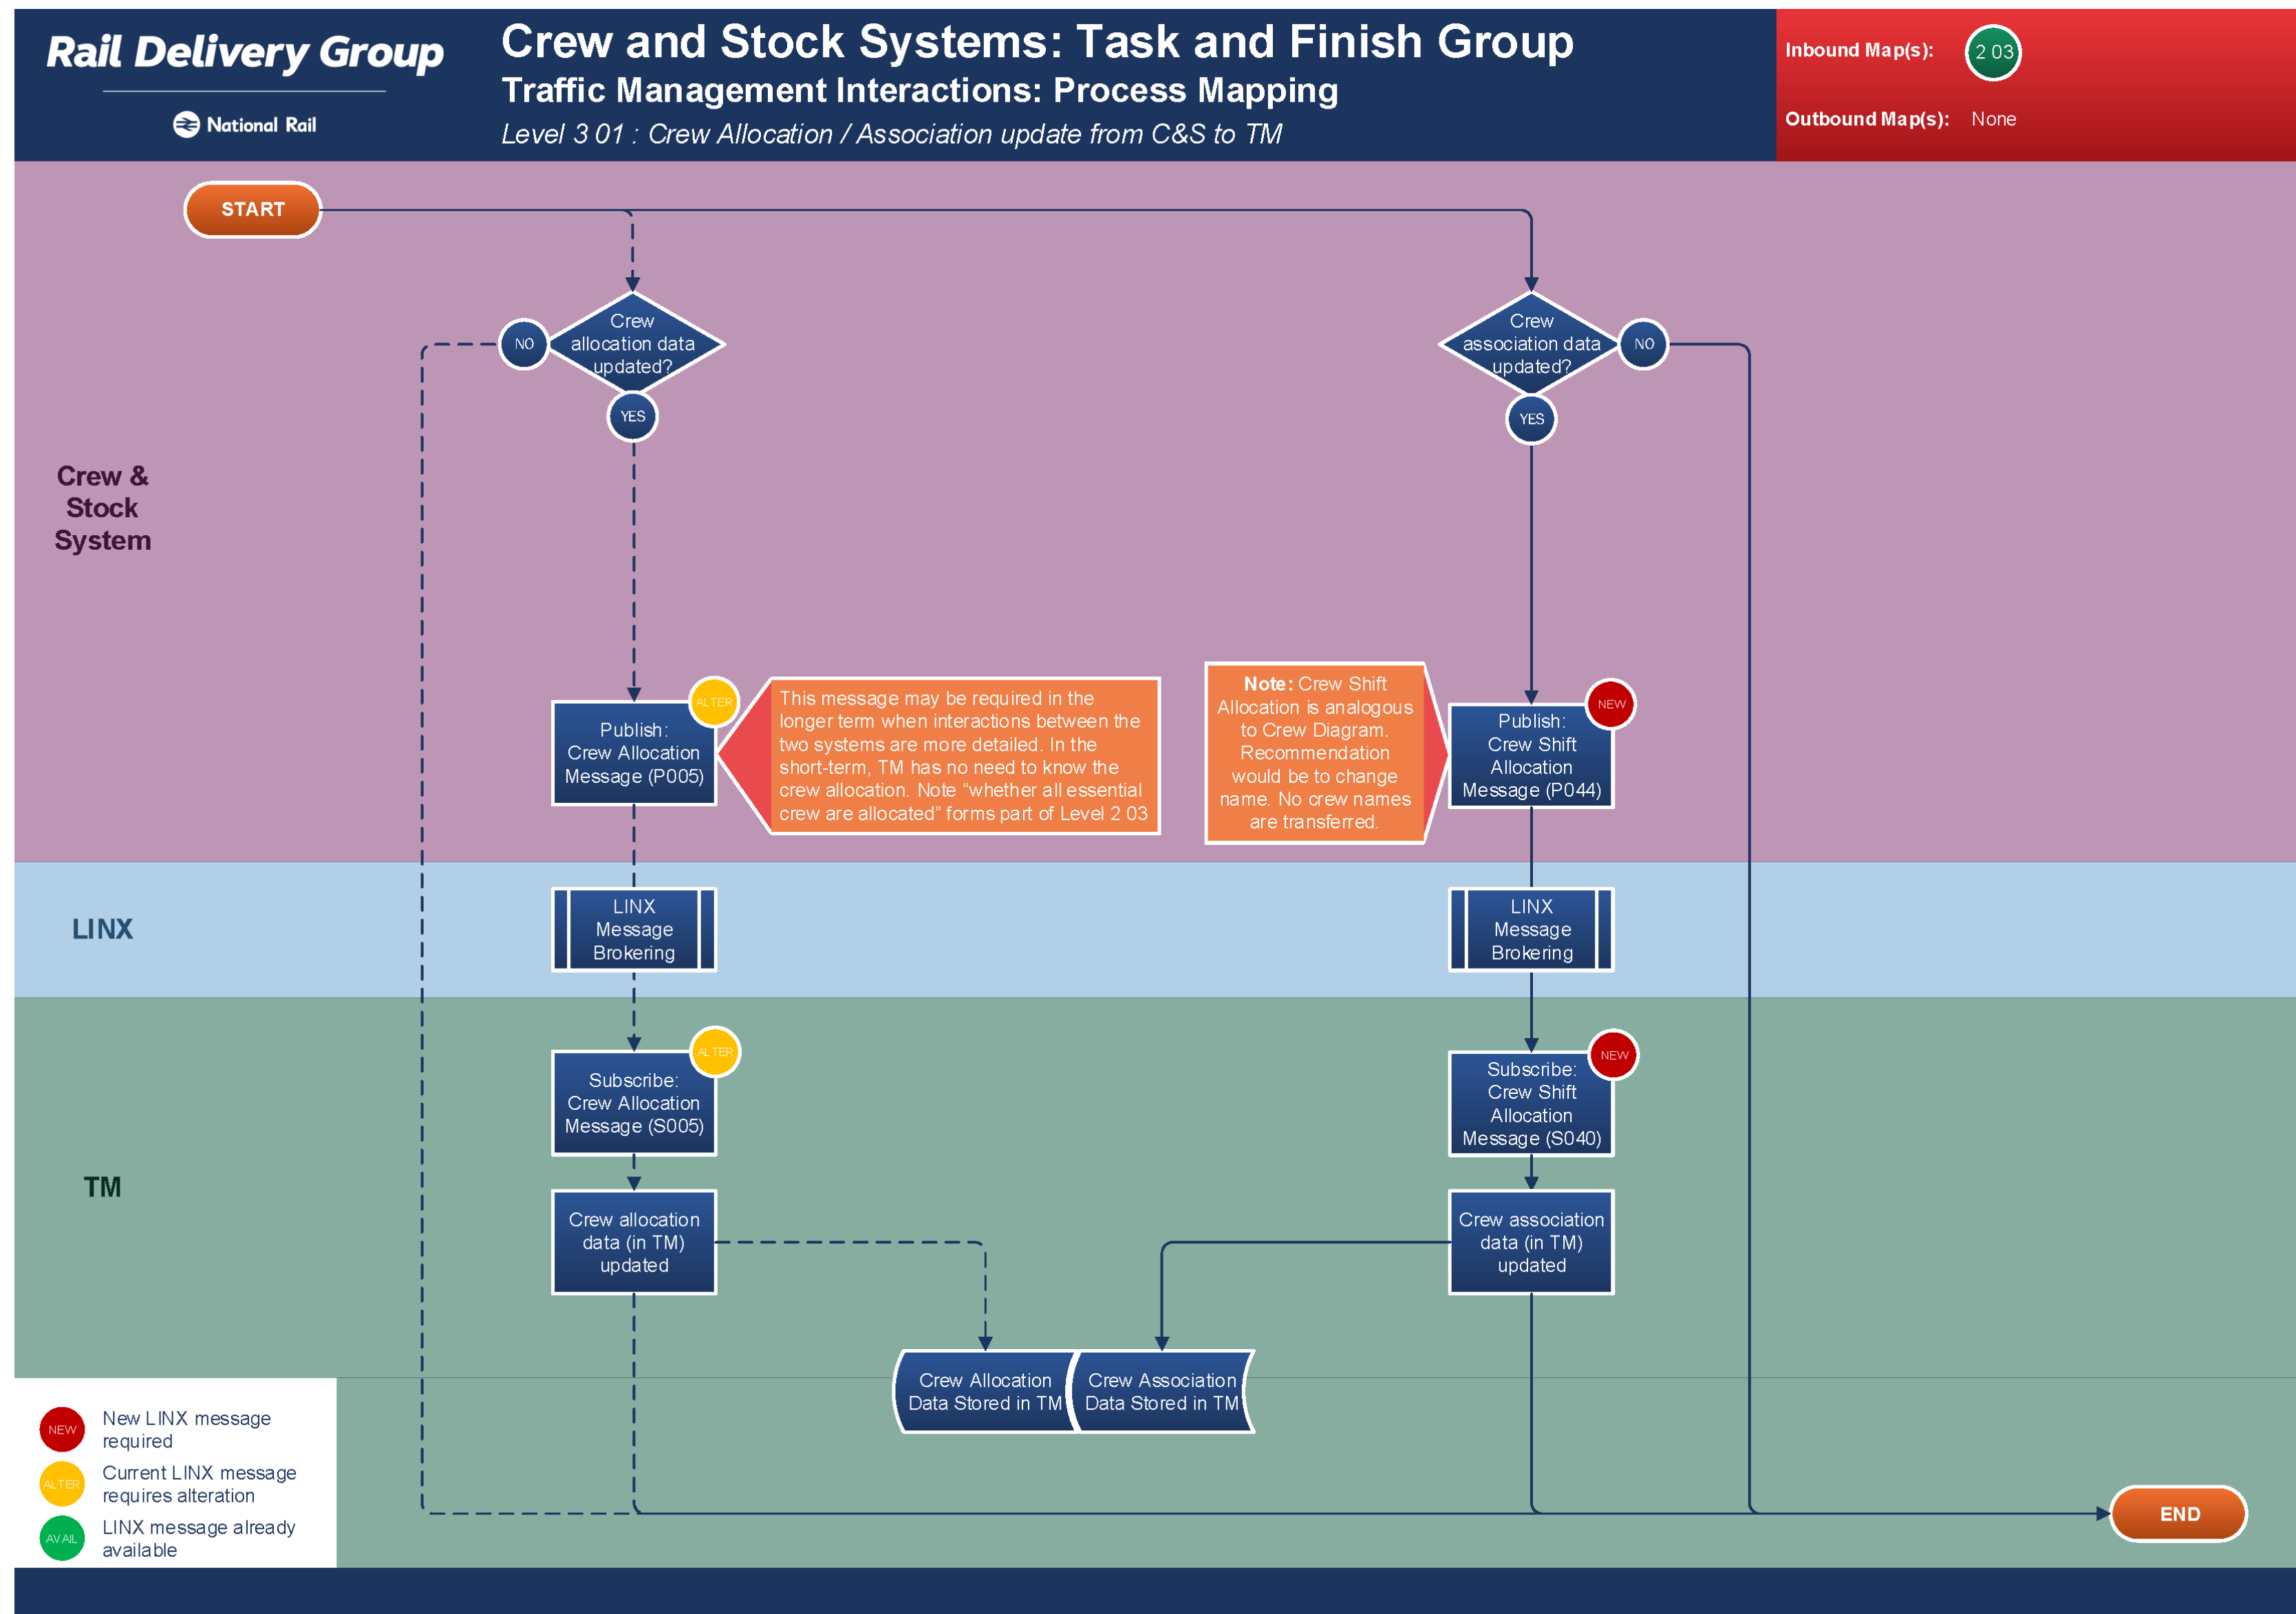 Rail Delivery Group
National Rail
Crew and Stock Systems: Task and Finish Group
Traffic Management Interactions: Process Mapping
Level 3 01 : Crew Allocation / Association update from C&S to TM
Inbound Map(s): 2 03
Outbound Map(s): None
START
Crew
allocation data
updated?
NO
YES
Crew
association data
updated?
NO
YES
Crew &
Stock
System
ALTER
Publish:
Crew Allocation
Message (P005)
This message may be required in the
longer term when interactions between the
two systems are more detailed. In the
short-term, TM has no need to know the
crew allocation. Note “whether all essential
crew are allocated” forms part of Level 2 03
Note: Crew Shift
Allocation is analogous
to Crew Diagram.
Recommendation
would be to change
name. No crew names
are transferred.
NEW
Publish:
Crew Shift
Allocation
Message (P044)
LINX
LINX
Message
Brokering
LINX
Message
Brokering
TM
ALTER
Subscribe:
Crew Allocation
Message (S005)
NEW
Subscribe:
Crew Shift
Allocation
Message (S040)
Crew allocation
data (in TM)
updated
Crew association
data (in TM)
updated
Crew Allocation
Data Stored in TM
Crew Association
Data Stored in TM
NEW
New LINX message
required
ALTER
Current LINX message
requires alteration
AVAIL
LINX message already
available
END